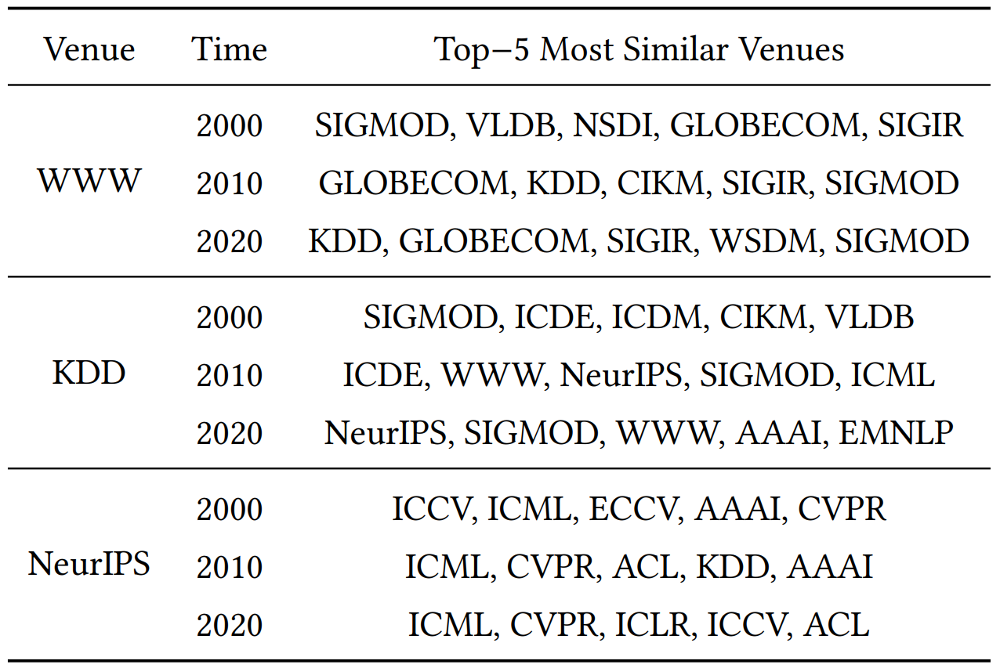 Venue Time Top−5 Most Similar Venues
2000 SIGMOD, VLDB, NSDI, GLOBECOM, SIGIR
WWW 2010 GLOBECOM, KDD, CIKM, SIGIR, SIGMOD
2020 KDD, GLOBECOM, SIGIR, WSDM, SIGMOD
2000 SIGMOD, ICDE, ICDM, CIKM, VLDB
KDD 2010 ICDE, WWW, NeurIPS, SIGMOD, ICML
2020 NeurIPS, SIGMOD, WWW, AAAI, EMNLP
2000 ICCV, ICML, ECCV, AAAI, CVPR
NeurIPS 2010 ICML, CVPR, ACL, KDD, AAAI
2020 ICML, CVPR, ICLR, ICCV, ACL